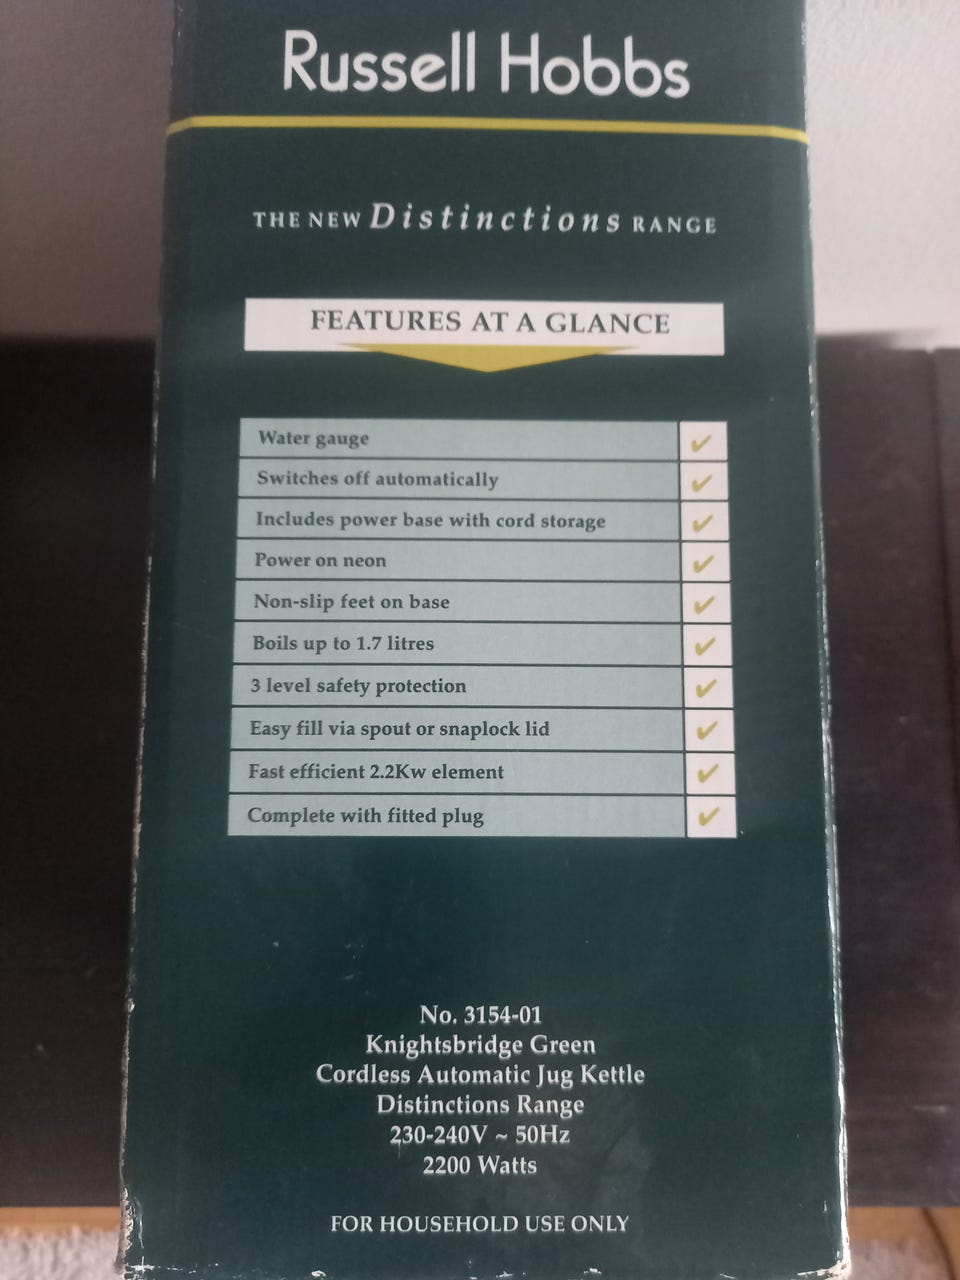 Russell Hobbs
THE NEW Distinctions RANGE
FEATURES AT A GLANCE
Water gauge ✔
Switches off automatically ✔
Includes power base with cord storage ✔
Power on neon ✔
Non-slip feet on base ✔
Boils up to 1.7 litres ✔
3 level safety protection ✔
Easy fill via spout or snaplock lid ✔
Fast efficient 2.2Kw element ✔
Complete with fitted plug ✔
No. 3154-01
Knightsbridge Green
Cordless Automatic Jug Kettle
Distinctions Range
230-240V ~ 50Hz
2200 Watts
FOR HOUSEHOLD USE ONLY